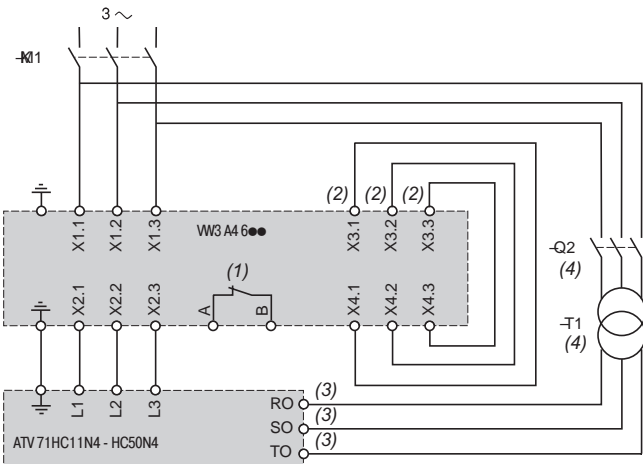 3 ~
–KM1
(2) (2) (2)
X1.1 X1.2 X1.3 X3.1 X3.2 X3.3
VW3 A4 6●●
–Q2
(4)
(1)
X2.1 X2.2 X2.3 A B X4.1 X4.2 X4.3
–T1
(4)
L1 L2 L3
RO (3)
SO (3)
TO (3)
ATV 71HC11N4 - HC50N4